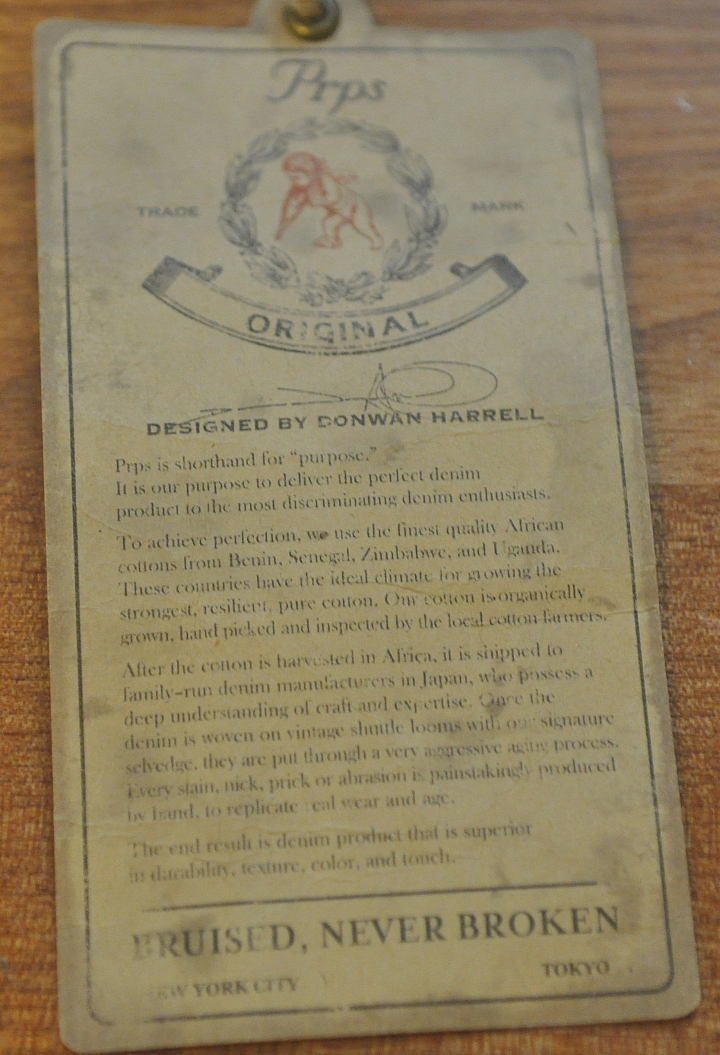 Prps
TRADE MARK
ORIGINAL
DESIGNED BY DONWAN HARRELL
Prps is shorthand for “purpose.”
It is our purpose to deliver the perfect denim
product to the most discriminating denim enthusiasts.
To achieve perfection, we use the finest quality African
cottons from Benin, Senegal, Zimbabwe, and Uganda.
These countries have the ideal climate for growing the
strongest, resilient, pure cotton. Our cotton is organically
grown, hand picked and inspected by the local cotton farmers.
After the cotton is harvested in Africa, it is shipped to
family-run denim manufacturers in Japan, who possess a
deep understanding of craft and expertise. Once the
denim is woven on vintage shuttle looms with our signature
selvedge, they are put through a very aggressive aging process.
Every stain, nick, prick or abrasion is painstakingly produced
by hand, to replicate real wear and age.
The end result is denim product that is superior
in durability, texture, color, and touch.
BRUISED, NEVER BROKEN
NEW YORK CITY TOKYO